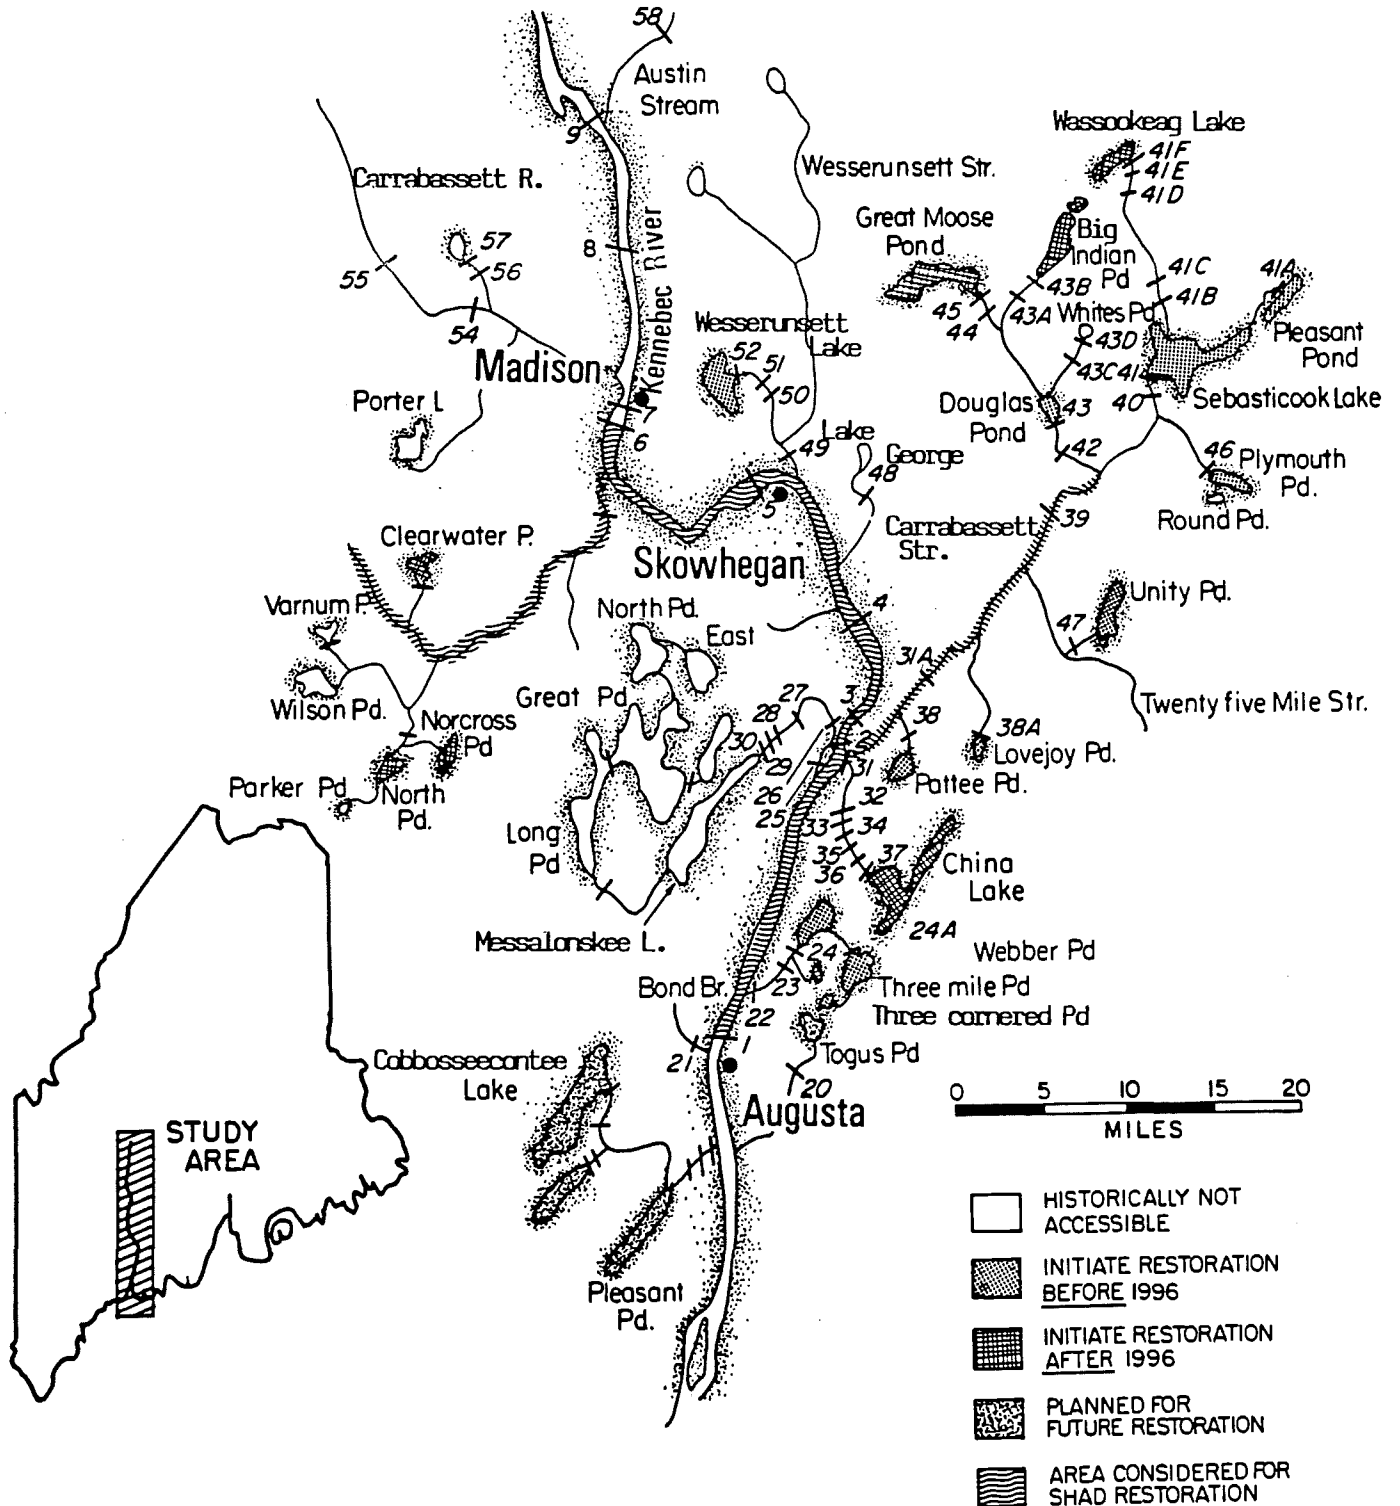 58
Austin
Stream
9
Wassookeag Lake
41F
41E
41D
Carrabassett R.
Wesserunsett Str.
Great Moose
Pond
Big
Indian
Pd
57
56
55
54
8
Kennebec River
41C
41A
41B
43B
43A
Whites Pd
45
44
43D
43C
41
Pleasant
Pond
Wesserunsett
Lake
52
51
50
Madison
7
6
Porter L
Douglas
Pond
43
40
Sebasticook Lake
42
49
Lake
George
48
46
Plymouth
Pd.
Round Pd.
5
39
Carrabassett
Str.
Clearwater P.
Skowhegan
Varnum P.
North Pd.
East
4
Unity Pd.
47
31A
Wilson Pd.
Great Pd
27
28
30
3
2
29
26
25
31
38
38A
Lovejoy Pd.
Twenty five Mile Str.
Norcross
Pd
Parker Pd
North
Pd.
Pattee Pd.
32
33
34
35
36
37
Long
Pd
China
Lake
24A
Messalonskee L.
Webber Pd
24
23
Bond Br.
22
Three mile Pd
Three cornered Pd
1
21
Togus Pd
20
Cobbosseecontee
Lake
Augusta
0 5 10 15 20
MILES
STUDY
AREA
Pleasant
Pd.
HISTORICALLY NOT
ACCESSIBLE
INITIATE RESTORATION
BEFORE 1996
INITIATE RESTORATION
AFTER 1996
PLANNED FOR
FUTURE RESTORATION
AREA CONSIDERED FOR
SHAD RESTORATION